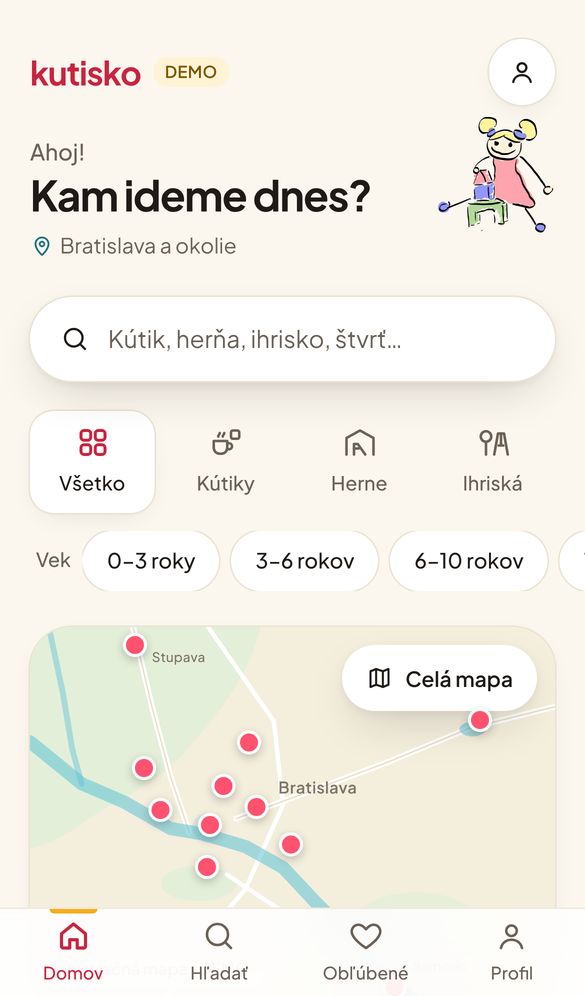 kutisko DEMO
Ahoj!
Kam ideme dnes?
Bratislava a okolie
Kútik, herňa, ihrisko, štvrť...
Všetko Kútiky Herne Ihriská
Vek 0–3 roky 3–6 rokov 6–10 rokov
Stupava
Celá mapa
Bratislava
Domov Hľadať Obľúbené Profil